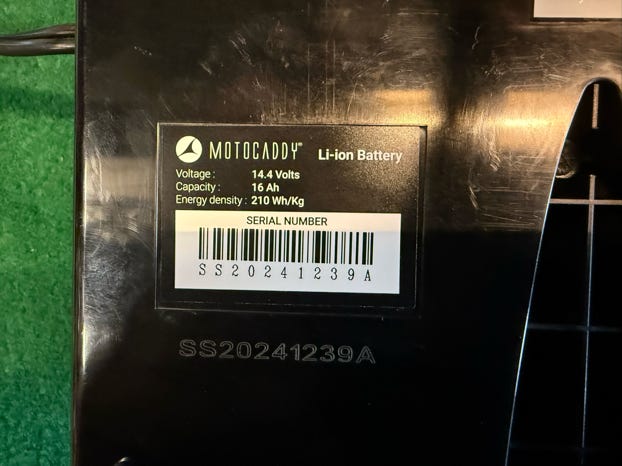 MOTOCADDY® Li-ion Battery
Voltage : 14.4 Volts
Capacity : 16 Ah
Energy density : 210 Wh/Kg
SERIAL NUMBER
SS20241239A
SS20241239A